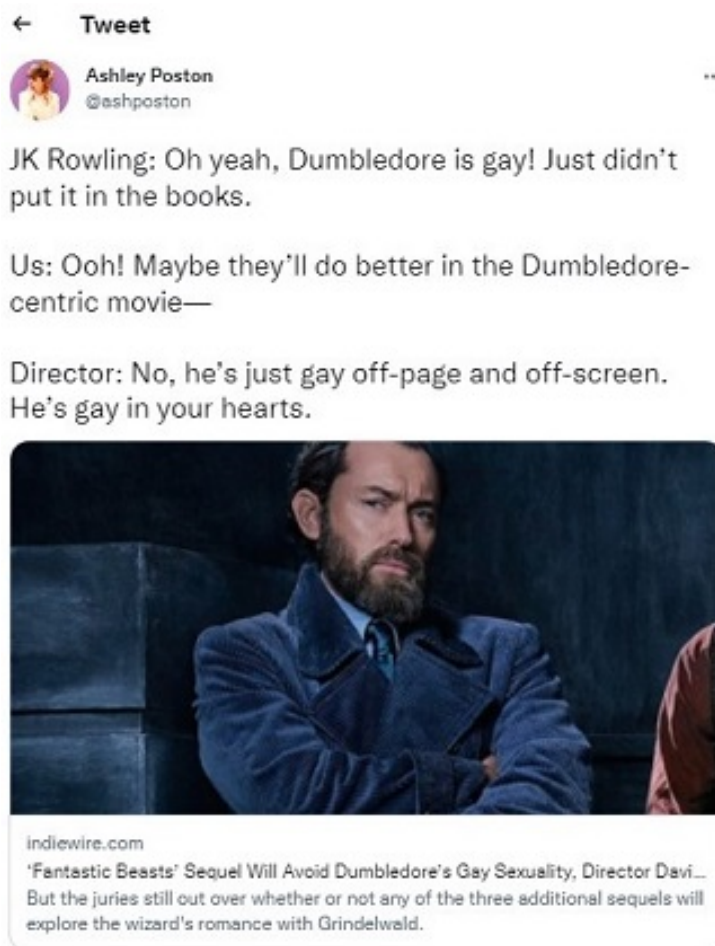 Tweet
Ashley Poston
@ashposton
JK Rowling: Oh yeah, Dumbledore is gay! Just didn’t
put it in the books.
Us: Ooh! Maybe they’ll do better in the Dumbledore-
centric movie—
Director: No, he’s just gay off-page and off-screen.
He’s gay in your hearts.
indiewire.com
‘Fantastic Beasts’ Sequel Will Avoid Dumbledore’s Gay Sexuality, Director Davi...
But the juries still out over whether or not any of the three additional sequels will
explore the wizard's romance with Grindelwald.